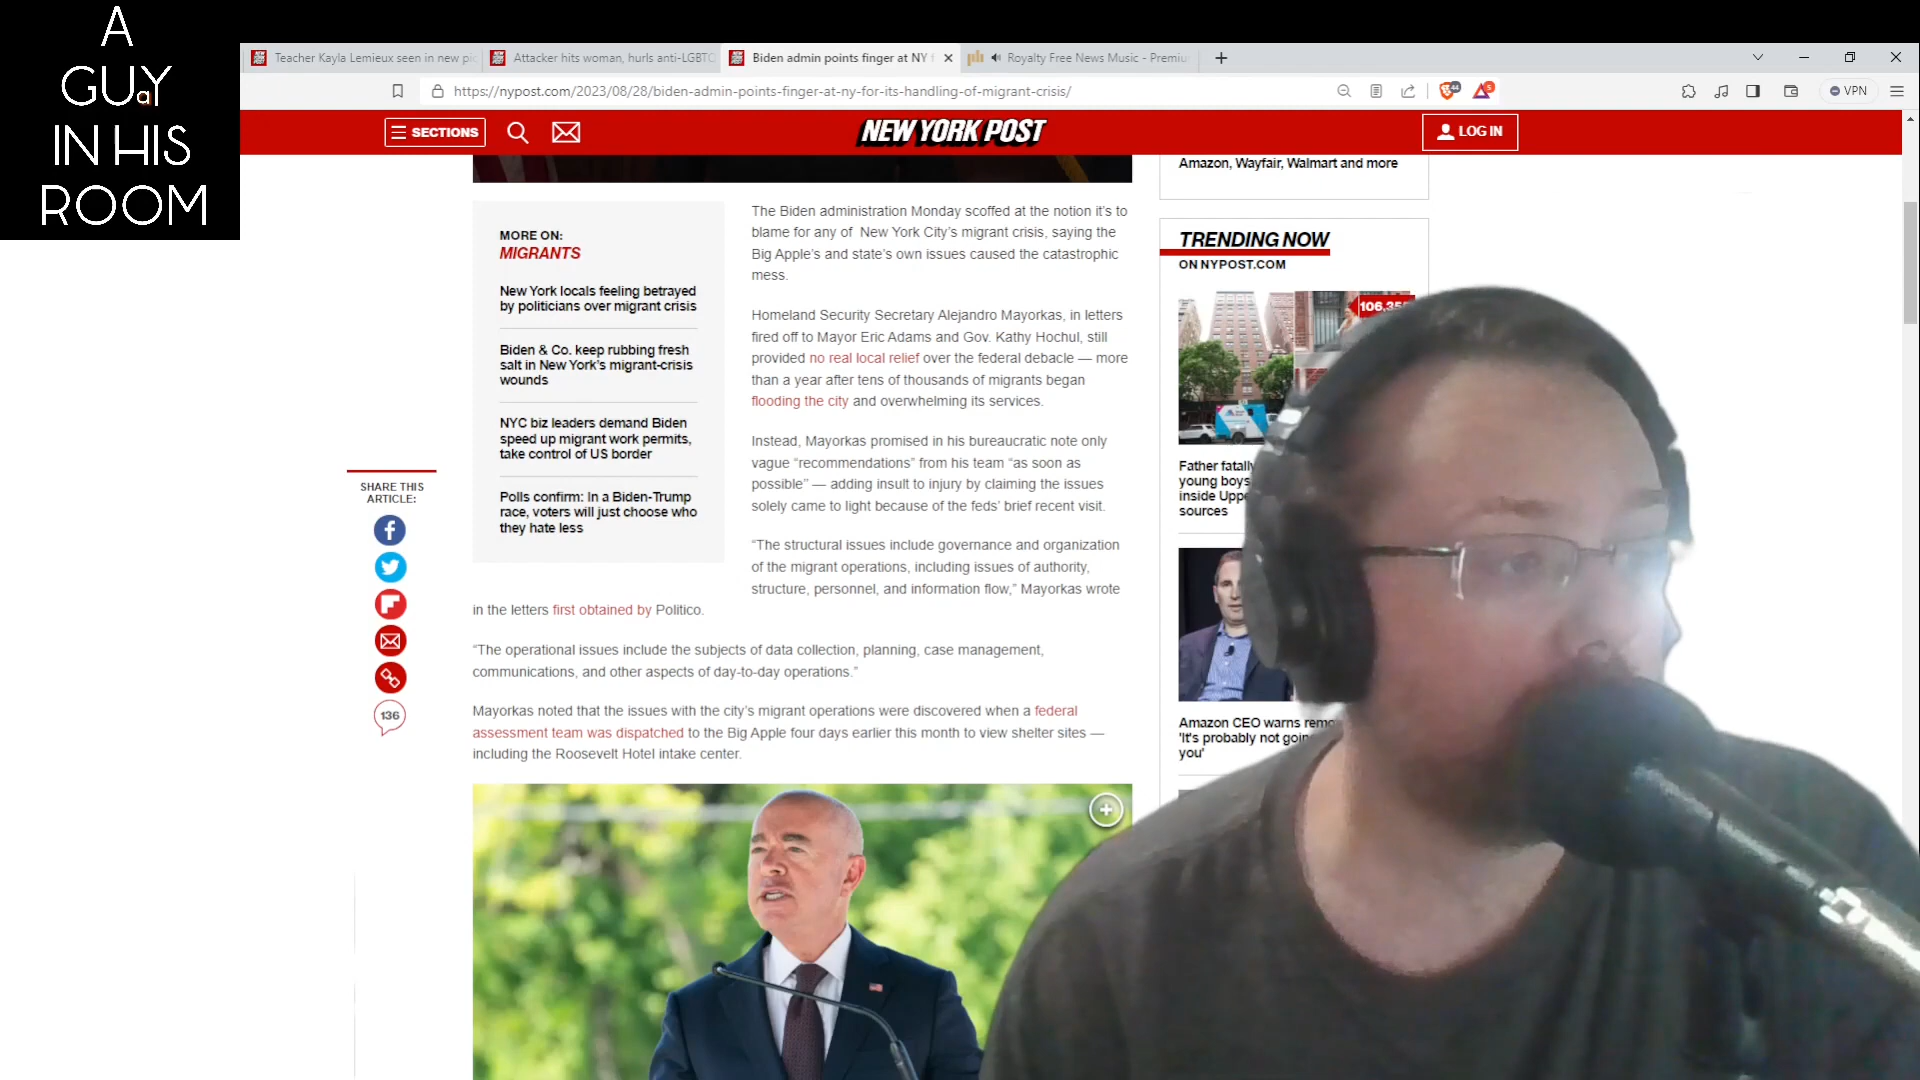 A
GUY
a
IN HIS
ROOM
Teacher Kayla Lemieux seen in new pi
Attacker hits woman, hurls anti-LGBTQ
Biden admin points finger at NY f
Royalty Free News Music - Premiu
https://nypost.com/2023/08/28/biden-admin-points-finger-at-ny-for-its-handling-of-migrant-crisis/
44
5
VPN
SECTIONS
NEW YORK POST
LOG IN
SHARE THIS
ARTICLE:
136
MORE ON:
MIGRANTS
New York locals feeling betrayed
by politicians over migrant crisis
Biden & Co. keep rubbing fresh
salt in New York's migrant-crisis
wounds
NYC biz leaders demand Biden
speed up migrant work permits,
take control of US border
Polls confirm: In a Biden-Trump
race, voters will just choose who
they hate less
The Biden administration Monday scoffed at the notion it's to
blame for any of New York City's migrant crisis, saying the
Big Apple's and state's own issues caused the catastrophic
mess.
Homeland Security Secretary Alejandro Mayorkas, in letters
fired off to Mayor Eric Adams and Gov. Kathy Hochul, still
provided no real local relief over the federal debacle — more
than a year after tens of thousands of migrants began
flooding the city and overwhelming its services.
Instead, Mayorkas promised in his bureaucratic note only
vague "recommendations" from his team "as soon as
possible" — adding insult to injury by claiming the issues
solely came to light because of the feds' brief recent visit.
"The structural issues include governance and organization
of the migrant operations, including issues of authority,
structure, personnel, and information flow," Mayorkas wrote
in the letters first obtained by Politico.
"The operational issues include the subjects of data collection, planning, case management,
communications, and other aspects of day-to-day operations."
Mayorkas noted that the issues with the city's migrant operations were discovered when a federal
assessment team was dispatched to the Big Apple four days earlier this month to view shelter sites —
including the Roosevelt Hotel intake center.
Amazon, Wayfair, Walmart and more
TRENDING NOW
ON NYPOST.COM
106,35
Father fatally
young boys
inside Uppe
sources
Amazon CEO warns remo
'It's probably not goin
you'